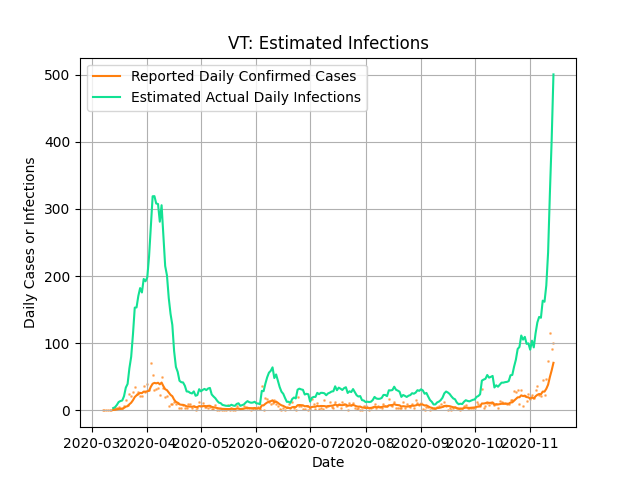 VT: Estimated Infections
Reported Daily Confirmed Cases
Estimated Actual Daily Infections
Daily Cases or Infections
500
400
300
200
100
0
2020-03 2020-04 2020-05 2020-06 2020-07 2020-08 2020-09 2020-10 2020-11
Date